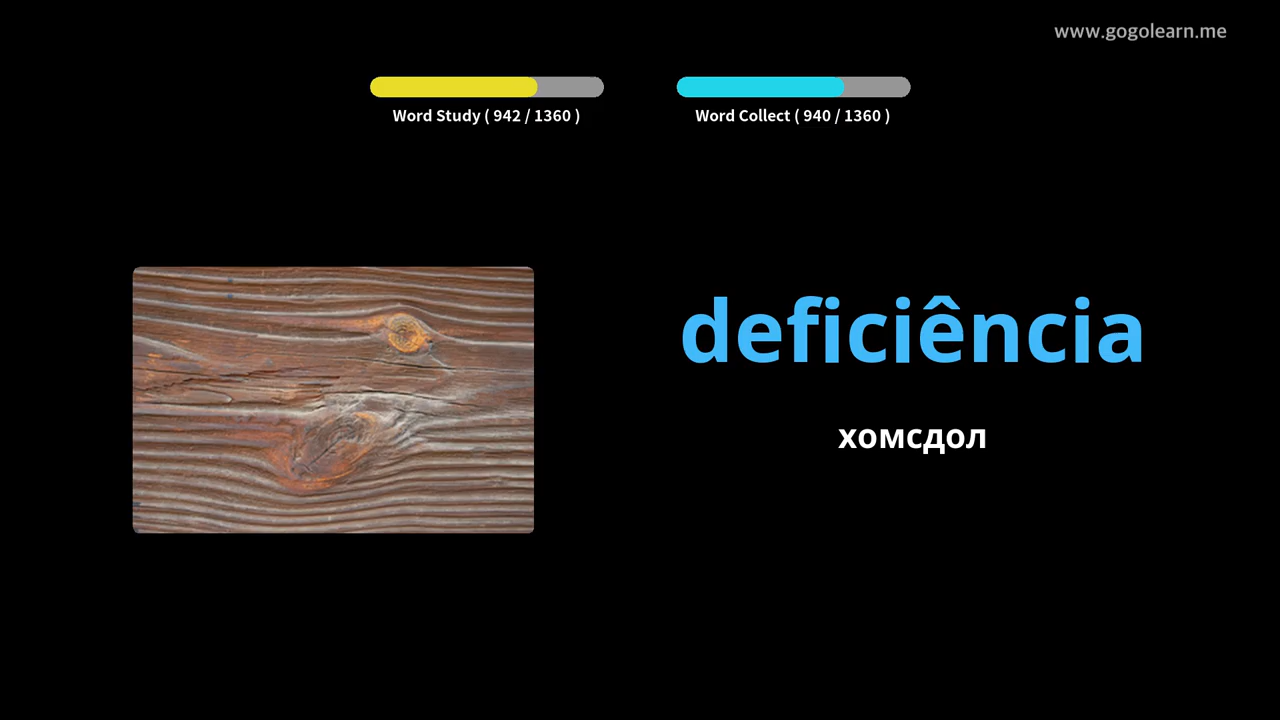 www.gogolearn.me
Word Study ( 942 / 1360 )
Word Collect ( 940 / 1360 )
deficiência
хомсдол